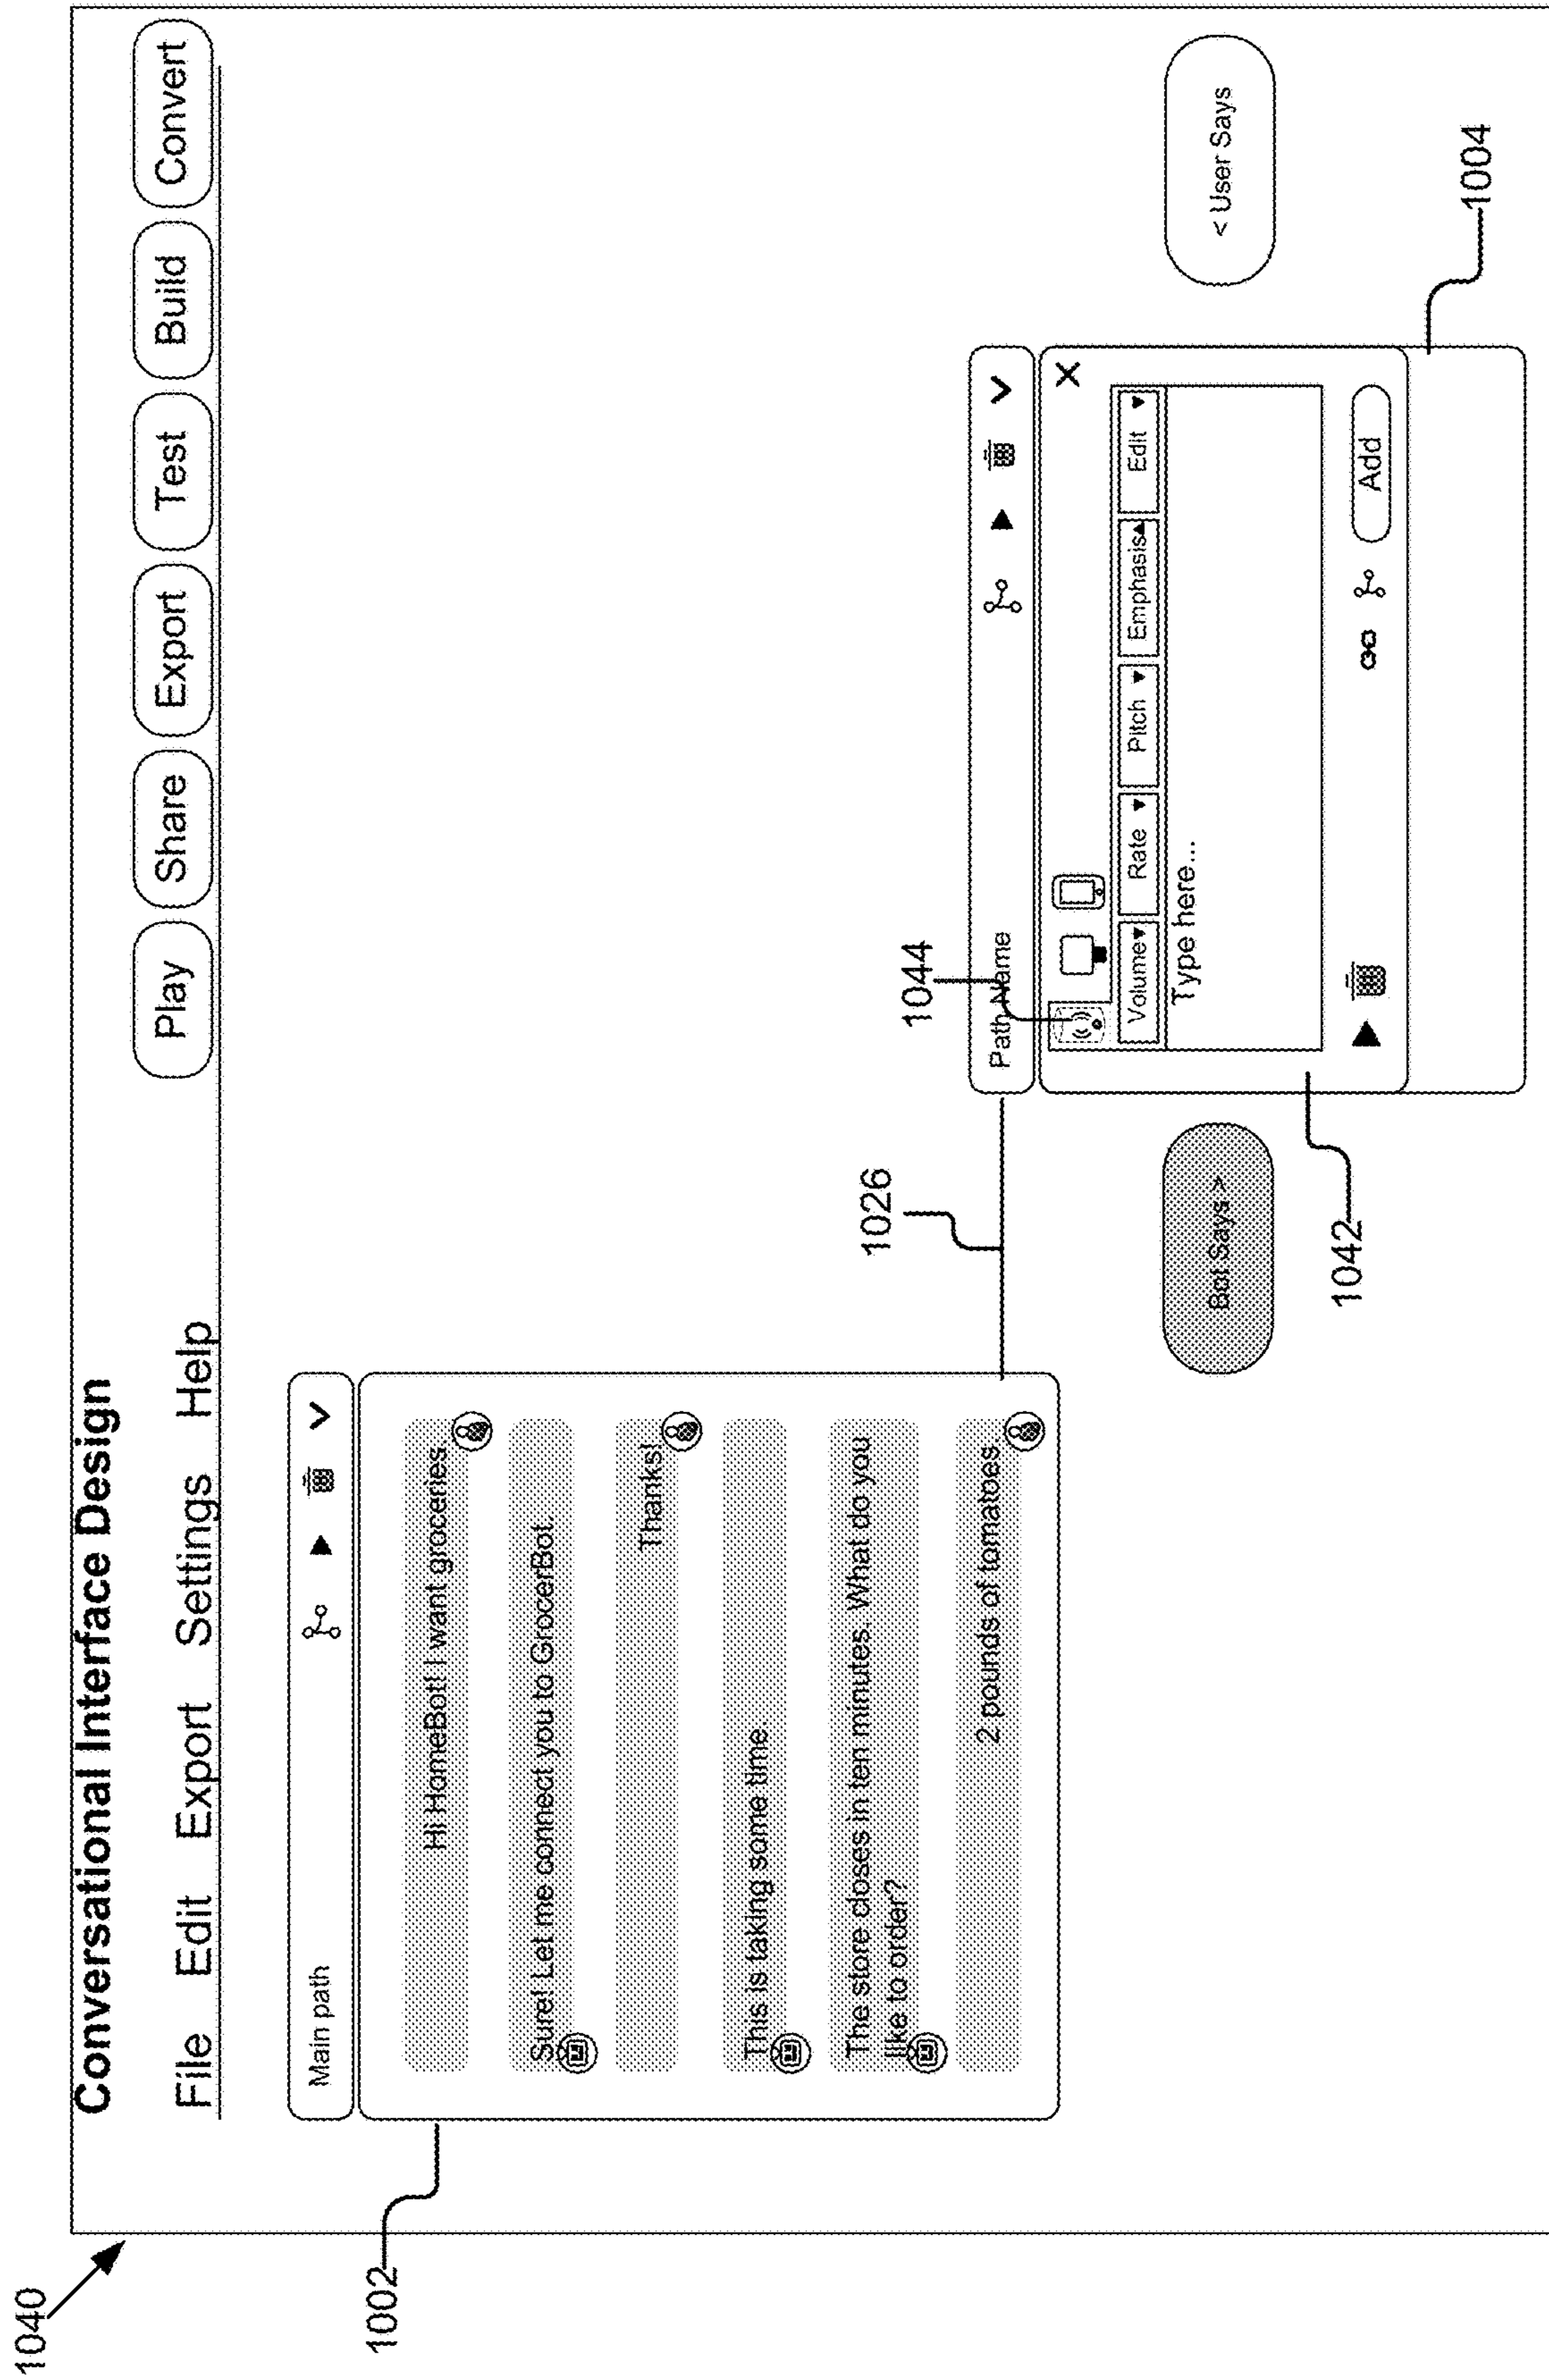 1040
Conversational Interface Design
File Edit Export Settings Help
Play Share Export Test Build Convert
1002
Main path
Hi HomeBot! I want groceries.
Sure! Let me connect you to GrocerBot.
Thanks!
This is taking some time
The store closes in ten minutes. What do you
like to order?
2 pounds of tomatoes.
1026
1044
Path Name
X
Volume Rate Pitch Emphasis Edit
Type here...
Add
Bot Says >
< User Says
1042
1004